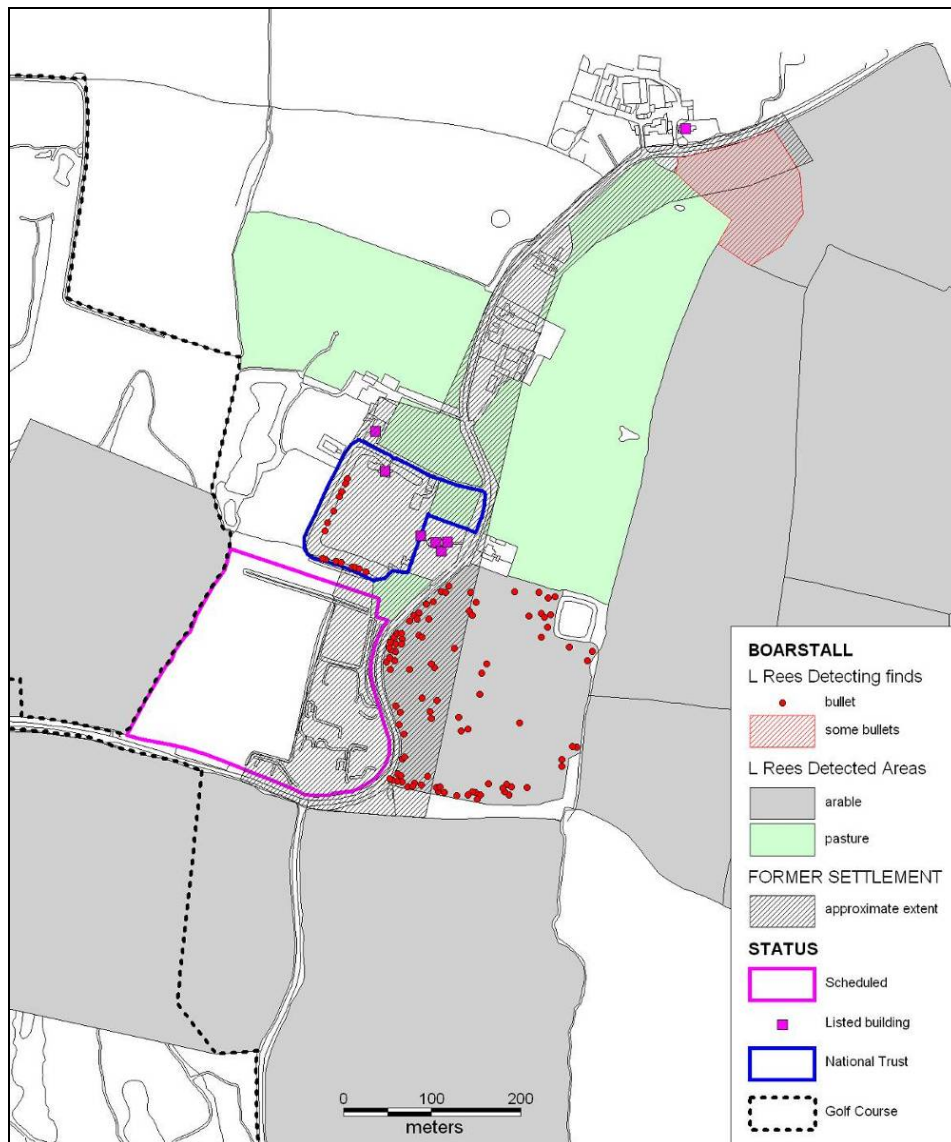 BOARSTALL
L Rees Detecting finds
bullet
some bullets
L Rees Detected Areas
arable
pasture
FORMER SETTLEMENT
approximate extent
STATUS
Scheduled
Listed building
National Trust
Golf Course
0 100 200
meters